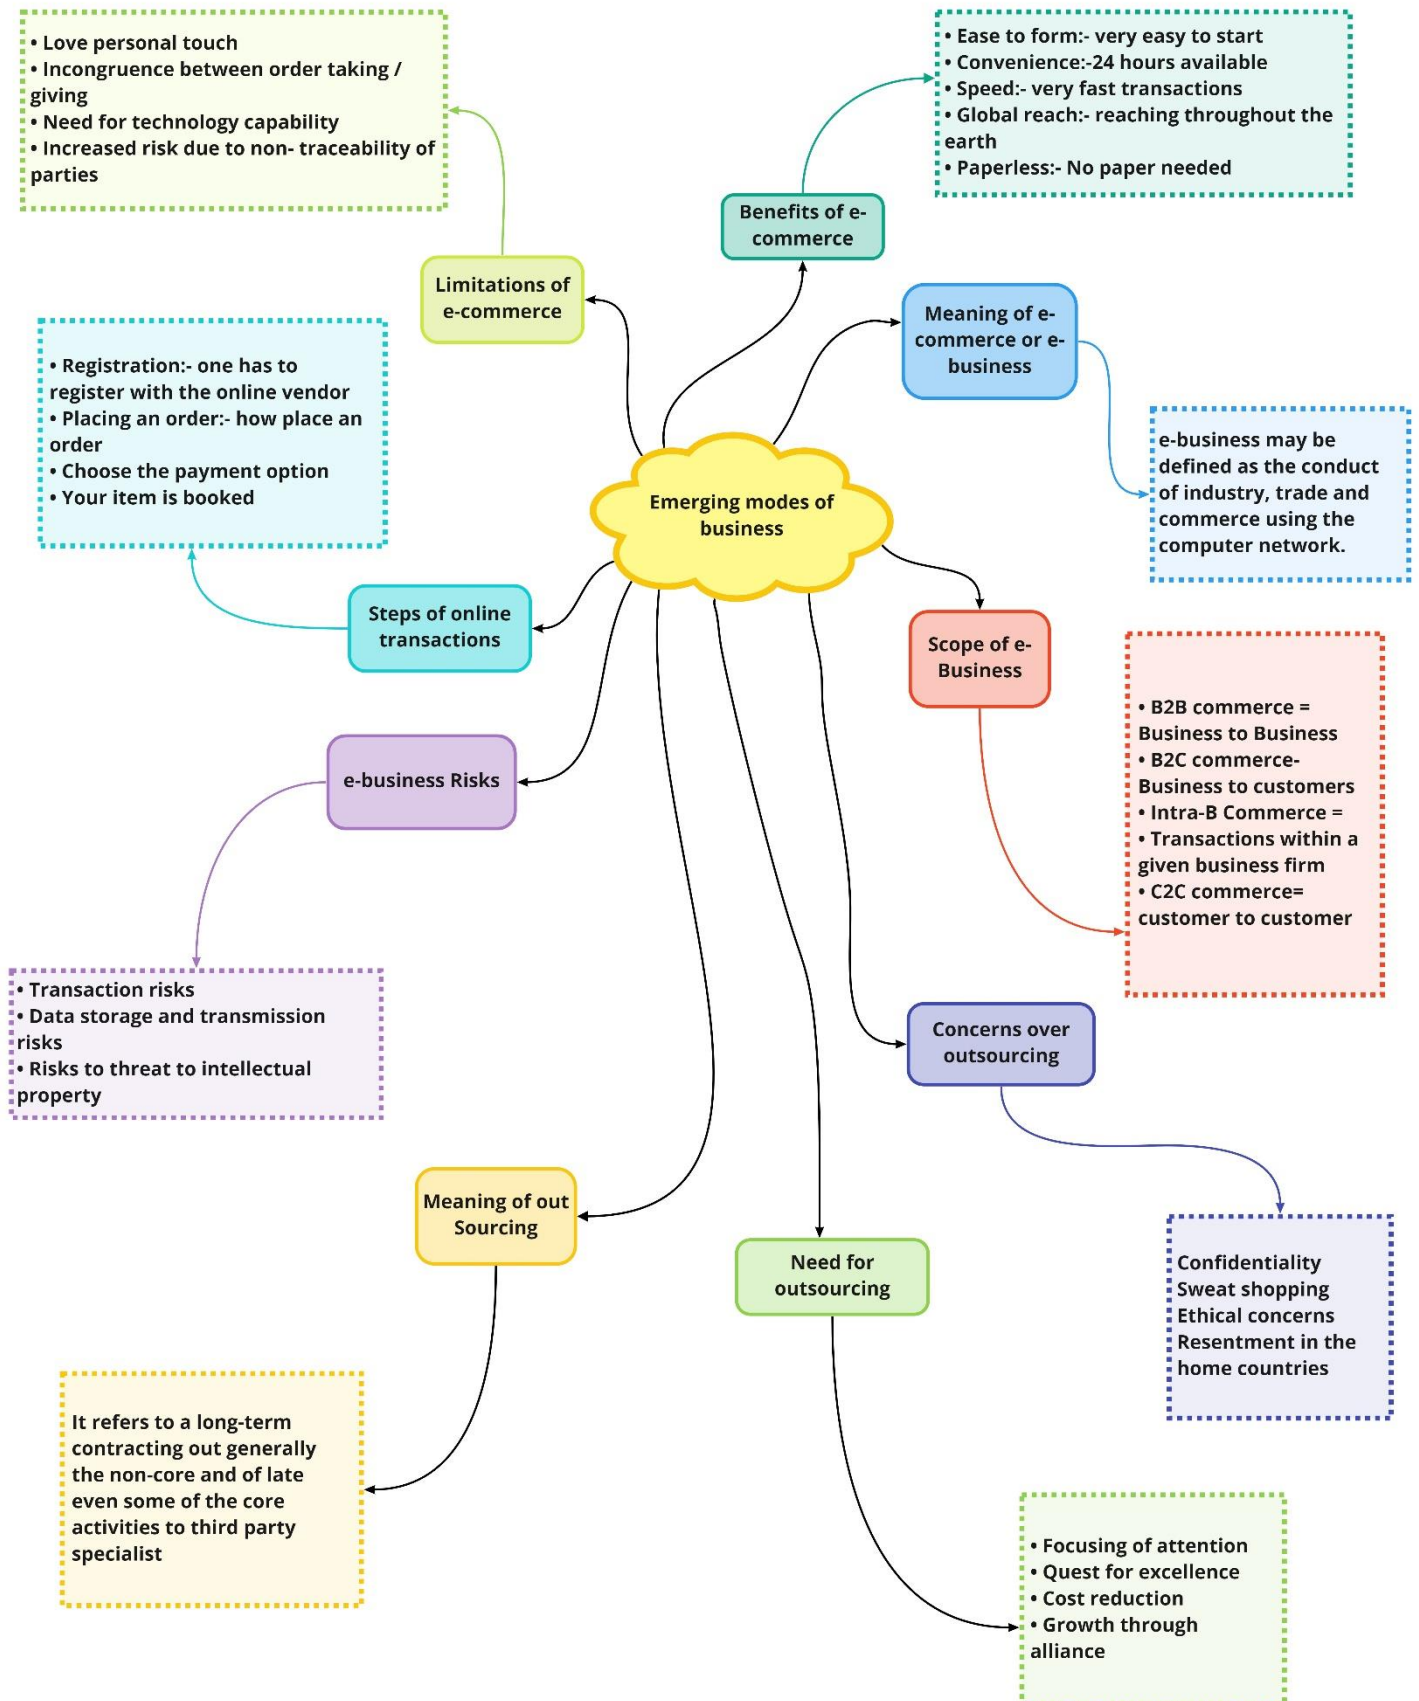 • Love personal touch
• Incongruence between order taking /
giving
• Need for technology capability
• Increased risk due to non- traceability of
parties
• Ease to form:- very easy to start
• Convenience:-24 hours available
• Speed:- very fast transactions
• Global reach:- reaching throughout the
earth
• Paperless:- No paper needed
Benefits of e-
commerce
Limitations of
e-commerce
Meaning of e-
commerce or e-
business
• Registration:- one has to
register with the online vendor
• Placing an order:- how place an
order
• Choose the payment option
• Your item is booked
e-business may be
defined as the conduct
of industry, trade and
commerce using the
computer network.
Emerging modes of
business
Steps of online
transactions
Scope of e-
Business
• B2B commerce =
Business to Business
• B2C commerce-
Business to customers
• Intra-B Commerce =
• Transactions within a
given business firm
• C2C commerce=
customer to customer
e-business Risks
• Transaction risks
• Data storage and transmission
risks
• Risks to threat to intellectual
property
Concerns over
outsourcing
Meaning of out
Sourcing
Need for
outsourcing
Confidentiality
Sweat shopping
Ethical concerns
Resentment in the
home countries
It refers to a long-term
contracting out generally
the non-core and of late
even some of the core
activities to third party
specialist
• Focusing of attention
• Quest for excellence
• Cost reduction
• Growth through
alliance